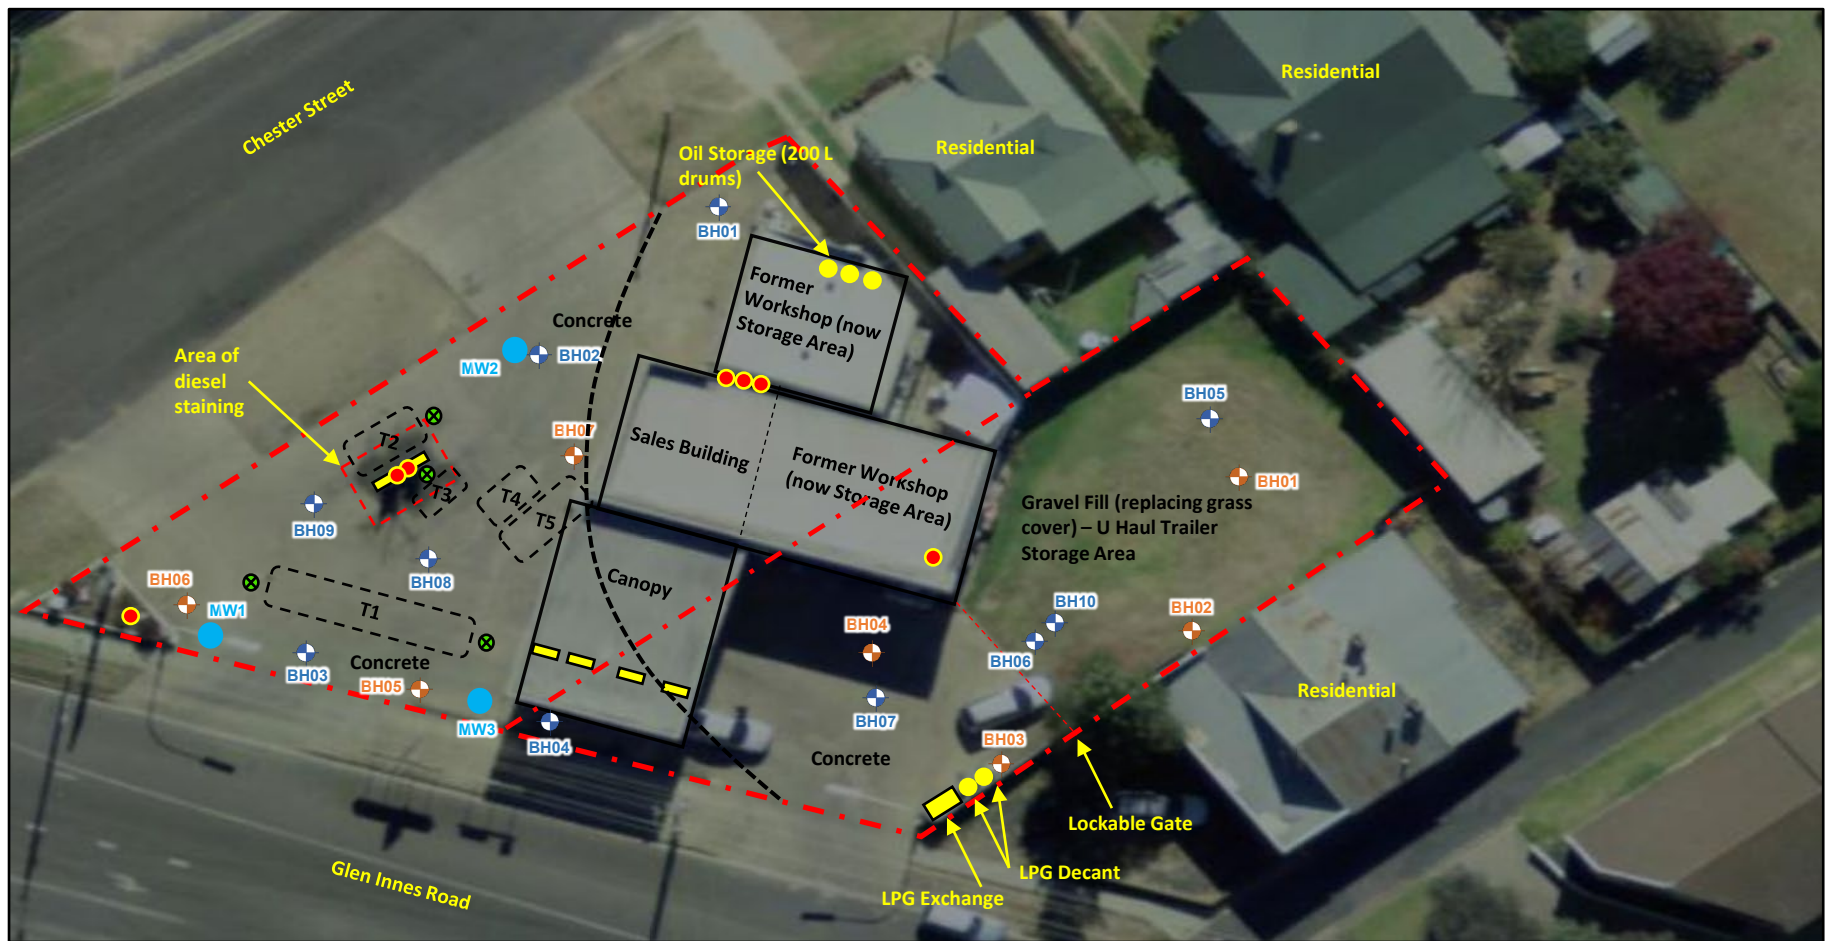 Chester Street
Residential
Residential
Oil Storage (200 L
drums)
BH01
Former
Workshop (now
Storage Area)
Concrete
MW2
BH02
Area of
diesel
staining
T2
T3
BH07
T4
T5
Sales Building
Former Workshop
(now Storage Area)
BH05
BH01
Gravel Fill (replacing grass
cover) – U Haul Trailer
Storage Area
BH09
BH08
BH06
MW1
T1
Canopy
BH03
Concrete
BH05
MW3
BH04
BH04
BH07
BH10
BH06
BH02
Residential
BH03
Concrete
Lockable Gate
LPG Decant
LPG Exchange
Glen Innes Road